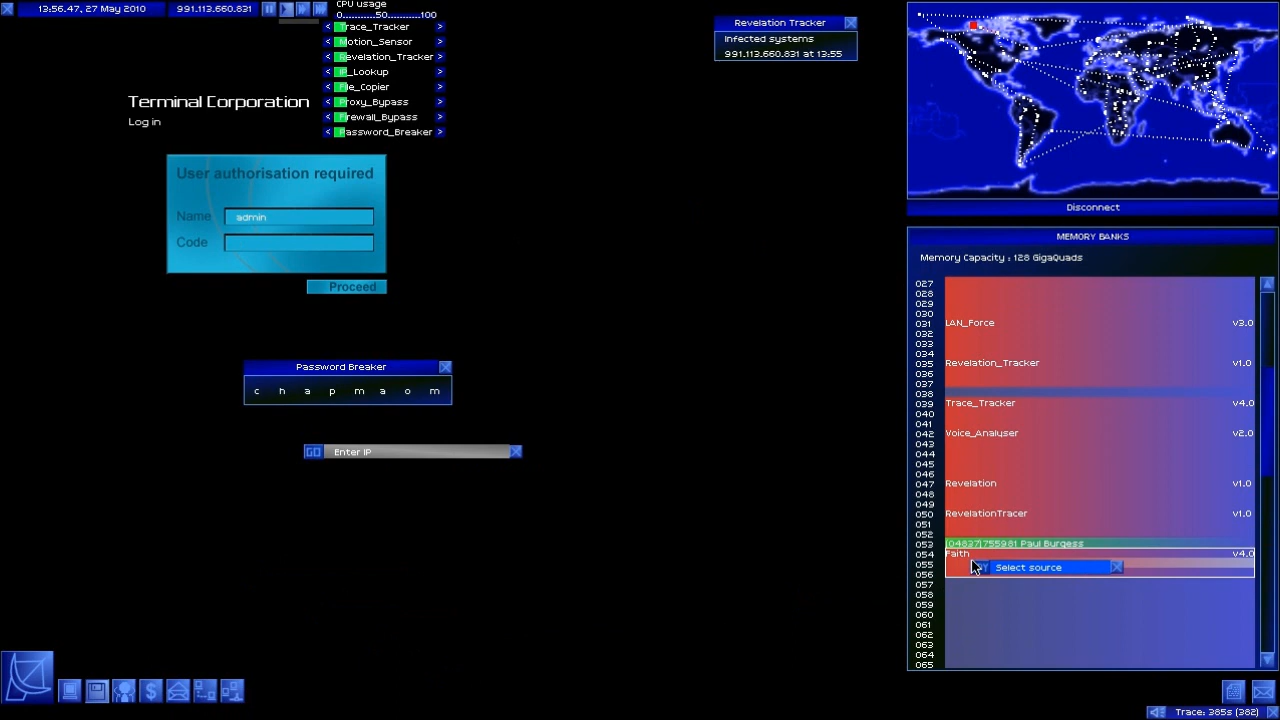 13:56.47, 27 May 2010
991.113.660.831
CPU usage
0..........50........100
Trace_Tracker
Motion_Sensor
Revelation_Tracker
IP_Lookup
File_Copier
Proxy_Bypass
Firewall_Bypass
Password_Breaker
Revelation Tracker
Infected systems
991.113.660.831 at 13:55
Terminal Corporation
Log in
User authorisation required
Name admin
Code
Proceed
Password Breaker
c h a p m a o m
GO Enter IP
Disconnect
MEMORY BANKS
Memory Capacity : 128 GigaQuads
027
028
029
030
031 LAN_Force v3.0
032
033
034
035 Revelation_Tracker v1.0
036
037
038
039 Trace_Tracker v4.0
040
041
042 Voice_Analyser v2.0
043
044
045
046
047 Revelation v1.0
048
049
050 RevelationTracer v1.0
051
052
053 [04837]755981 Paul Burgess
054 Faith v4.0
055 Select source
056
057
058
059
060
061
062
063
064
065
Trace: 385s (382)